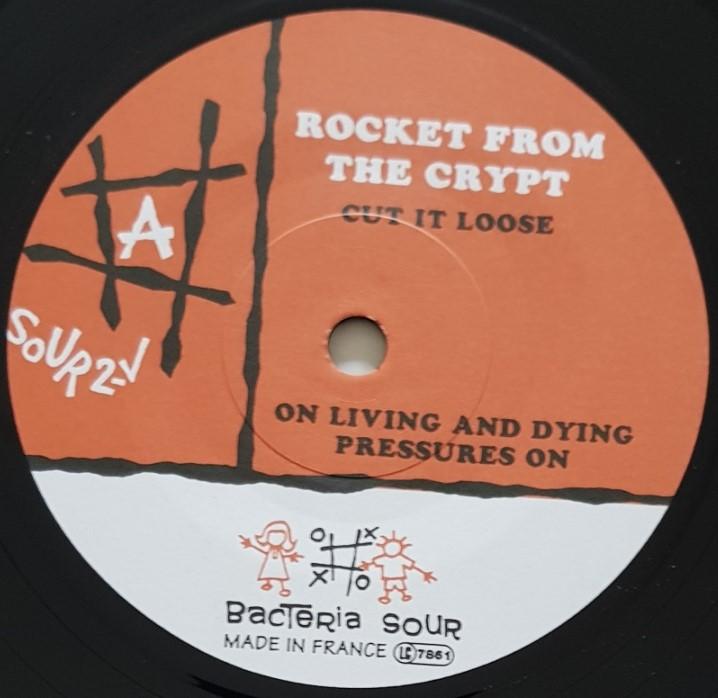 ROCKET FROM
THE CRYPT
CUT IT LOOSE
A
SOUR 2-V
ON LIVING AND DYING
PRESSURES ON
O X
X O
BacTeRia SOUR
MADE IN FRANCE LC 7861